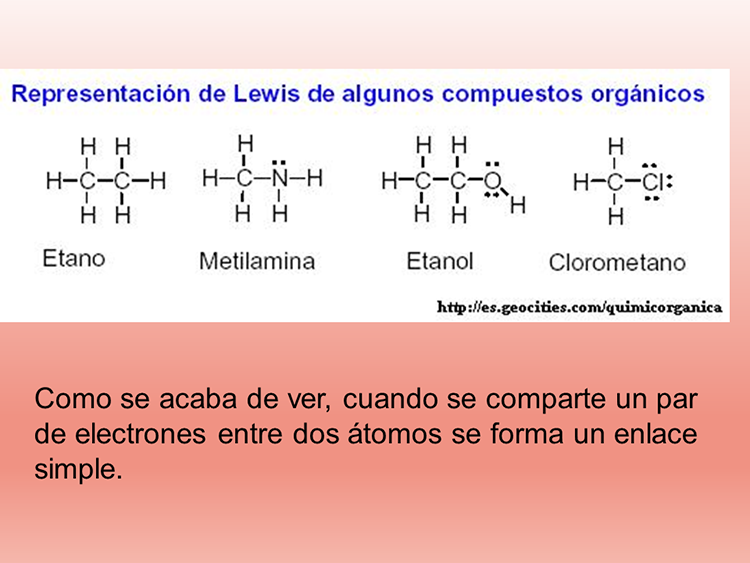 Representación de Lewis de algunos compuestos orgánicos
H H H H H H
H–C–C–H H–C–N–H H–C–C–O H–C–Cl
H H H H H H H H
Etano Metilamina Etanol Clorometano
http://es.geocities.com/quimicorganica
Como se acaba de ver, cuando se comparte un par
de electrones entre dos átomos se forma un enlace
simple.